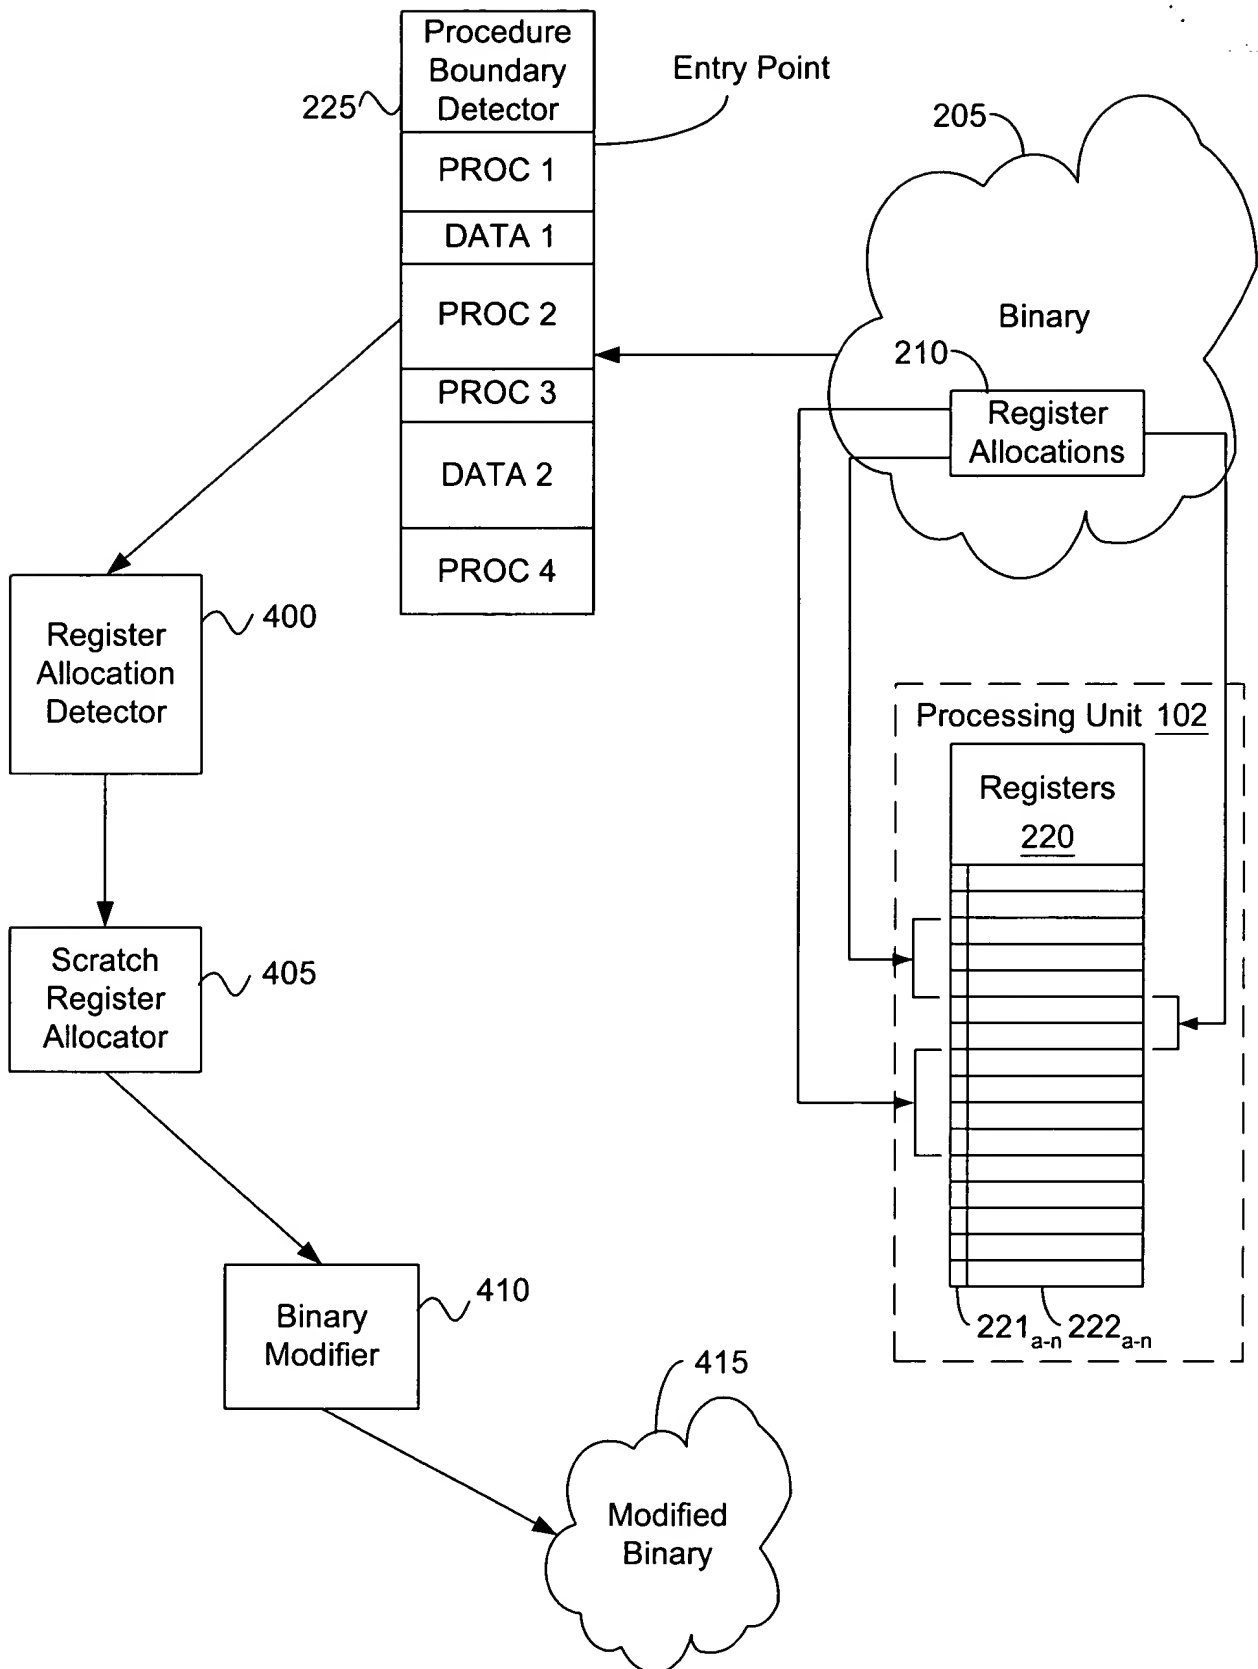 Procedure
Boundary
Detector
225
Entry Point
PROC 1
DATA 1
PROC 2
PROC 3
DATA 2
PROC 4
205
Binary
210
Register
Allocations
Register
Allocation
Detector
400
Processing Unit 102
Registers
220
Scratch
Register
Allocator
405
221a-n 222a-n
Binary
Modifier
410
415
Modified
Binary